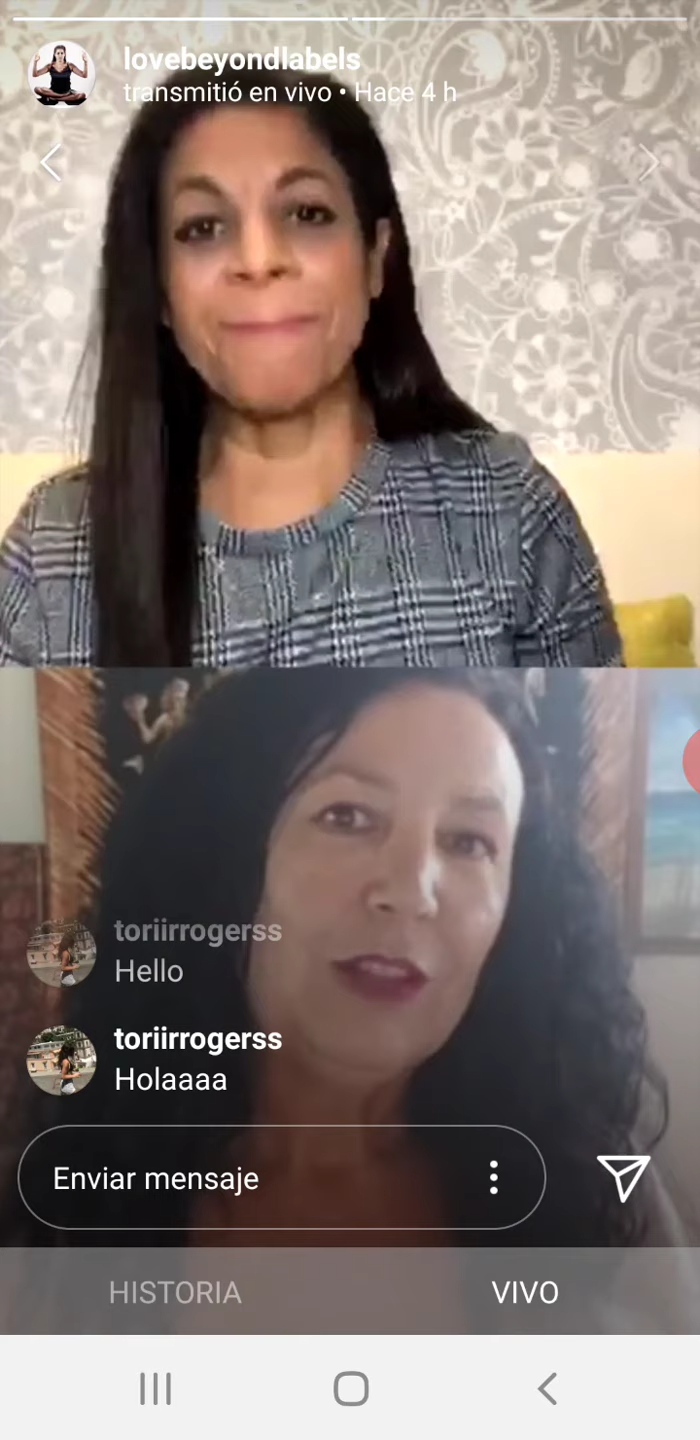 lovebeyondlabels
transmitió en vivo • Hace 4 h
toriirrogerss
Hello
toriirrogerss
Holaaaa
Enviar mensaje
HISTORIA
VIVO